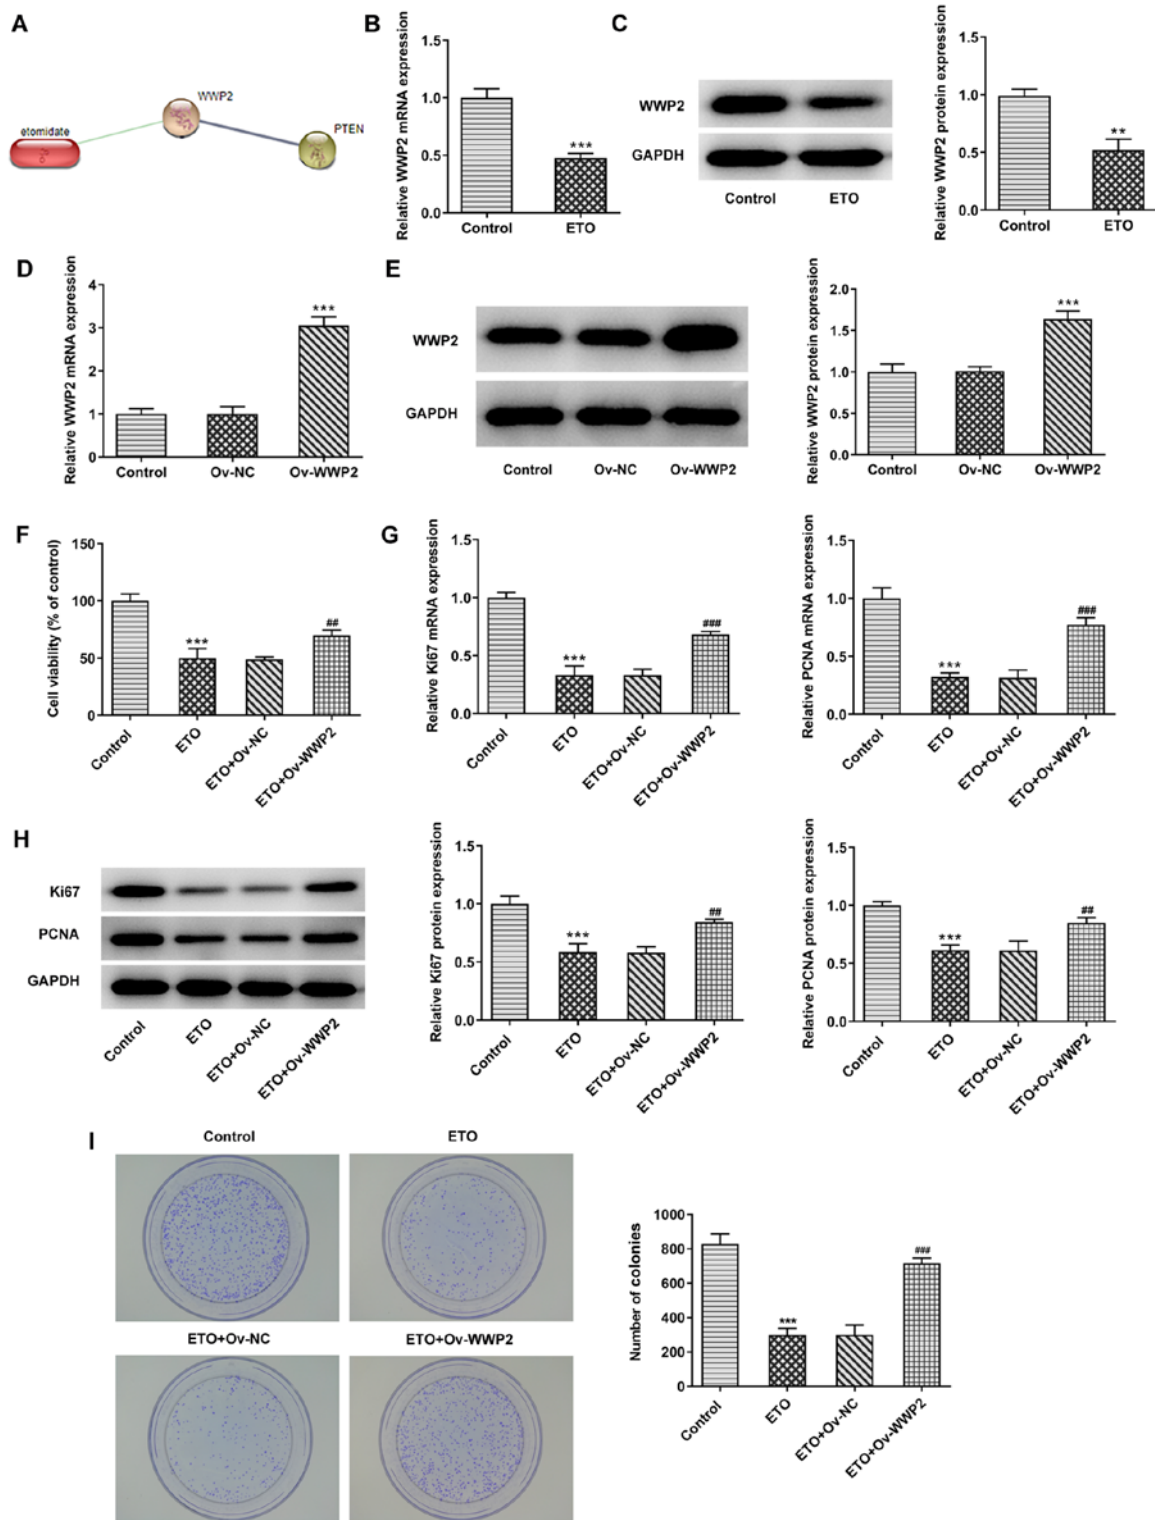 A
WWP2
etomidate
PTEN
B
Relative WWP2 mRNA expression
1.5
1.0
0.5
0.0
***
Control
ETO
C
WWP2
GAPDH
Control
ETO
Relative WWP2 protein expression
1.5
1.0
0.5
0.0
**
Control
ETO
D
Relative WWP2 mRNA expression
4
3
2
1
0
***
Control
Ov-NC
Ov-WWP2
E
WWP2
GAPDH
Control
Ov-NC
Ov-WWP2
Relative WWP2 protein expression
2.0
1.5
1.0
0.5
0.0
***
Control
Ov-NC
Ov-WWP2
F
Cell viability (% of control)
150
100
50
0
***
##
Control
ETO
ETO+Ov-NC
ETO+Ov-WWP2
G
Relative Ki67 mRNA expression
1.5
1.0
0.5
0.0
***
###
Control
ETO
ETO+Ov-NC
ETO+Ov-WWP2
Relative PCNA mRNA expression
1.5
1.0
0.5
0.0
***
###
Control
ETO
ETO+Ov-NC
ETO+Ov-WWP2
H
Ki67
PCNA
GAPDH
Control
ETO
ETO+Ov-NC
ETO+Ov-WWP2
Relative Ki67 protein expression
1.5
1.0
0.5
0.0
***
##
Control
ETO
ETO+Ov-NC
ETO+Ov-WWP2
Relative PCNA protein expression
1.5
1.0
0.5
0.0
***
##
Control
ETO
ETO+Ov-NC
ETO+Ov-WWP2
I
Control
ETO
ETO+Ov-NC
ETO+Ov-WWP2
Number of colonies
1000
800
600
400
200
0
***
###
Control
ETO
ETO+Ov-NC
ETO+Ov-WWP2